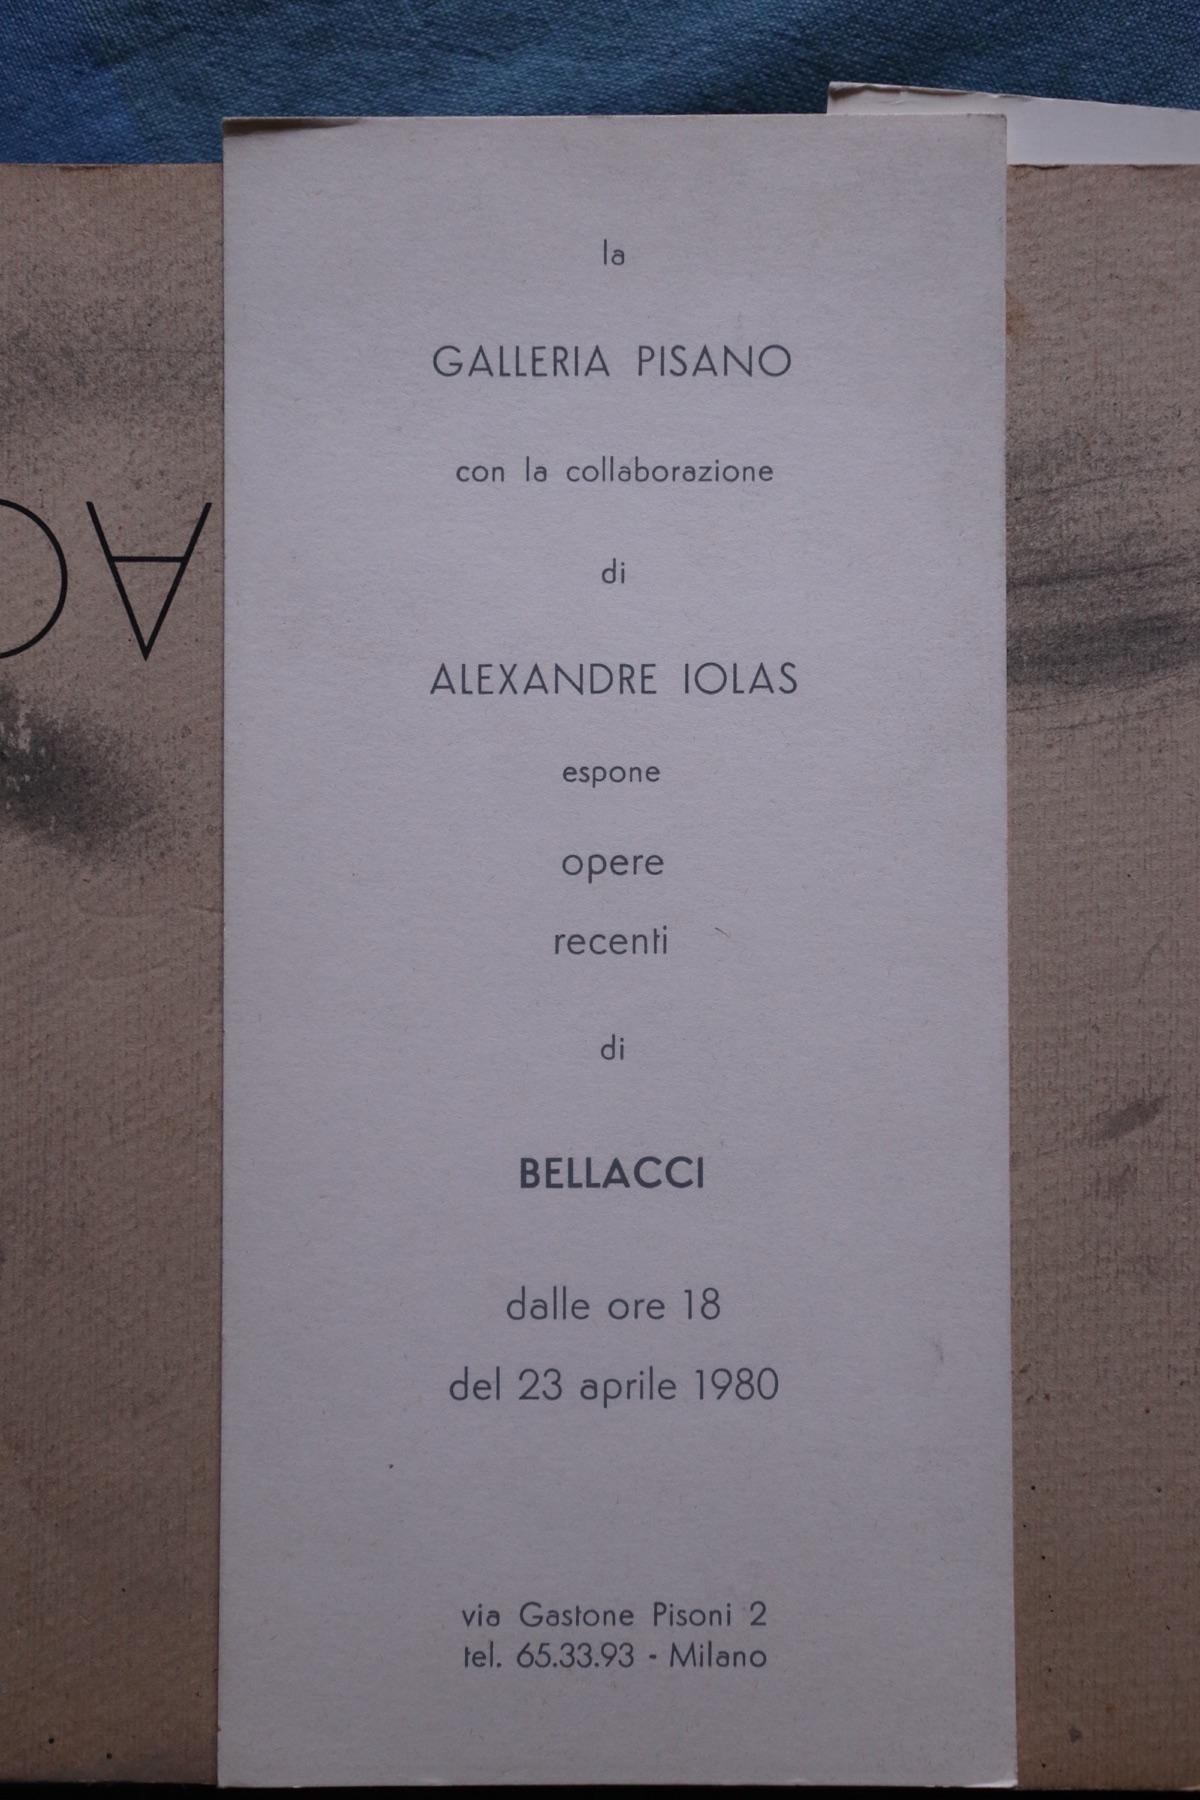 la
GALLERIA PISANO
con la collaborazione
di
ALEXANDRE IOLAS
espone
opere
recenti
di
BELLACCI
dalle ore 18
del 23 aprile 1980
via Gastone Pisoni 2
tel. 65.33.93 - Milano